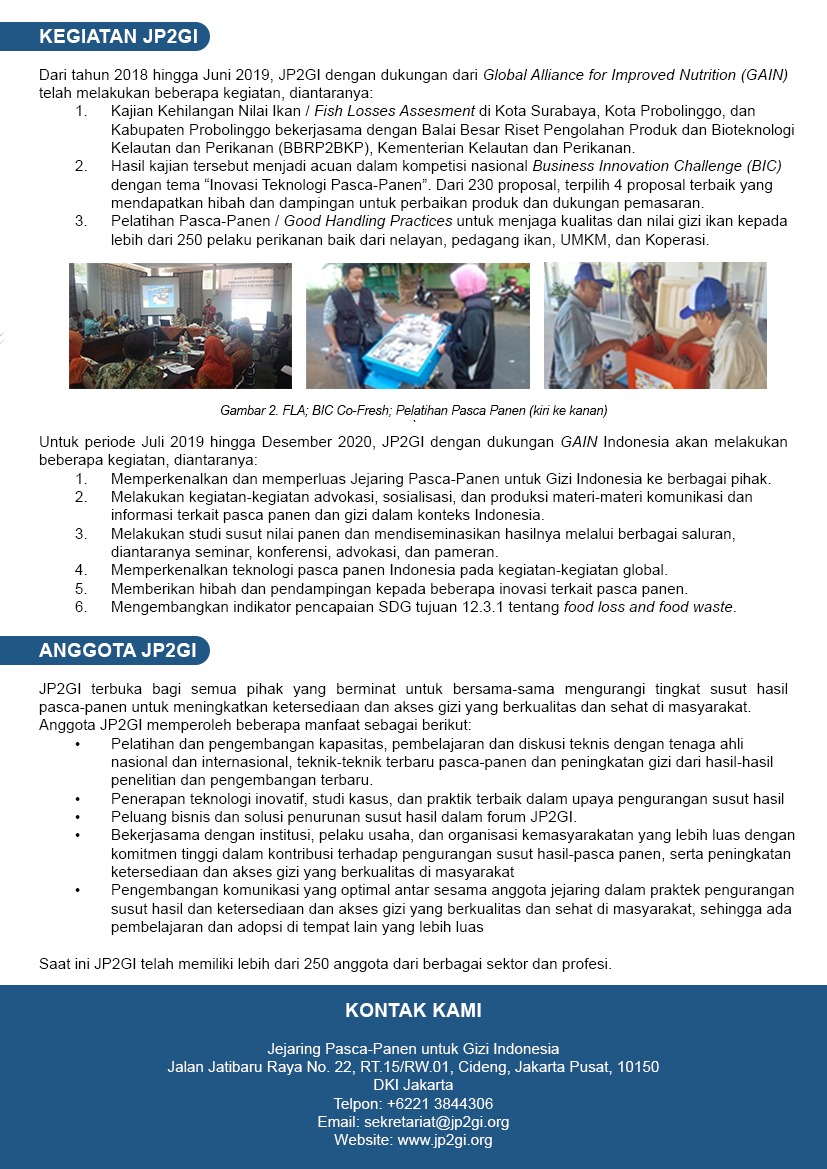 KEGIATAN JP2GI
Dari tahun 2018 hingga Juni 2019, JP2GI dengan dukungan dari Global Alliance for Improved Nutrition (GAIN)
telah melakukan beberapa kegiatan, diantaranya:
1. Kajian Kehilangan Nilai Ikan / Fish Losses Assesment di Kota Surabaya, Kota Probolinggo, dan
Kabupaten Probolinggo bekerjasama dengan Balai Besar Riset Pengolahan Produk dan Bioteknologi
Kelautan dan Perikanan (BBRP2BKP), Kementerian Kelautan dan Perikanan.
2. Hasil kajian tersebut menjadi acuan dalam kompetisi nasional Business Innovation Challenge (BIC)
dengan tema “Inovasi Teknologi Pasca-Panen”. Dari 230 proposal, terpilih 4 proposal terbaik yang
mendapatkan hibah dan dampingan untuk perbaikan produk dan dukungan pemasaran.
3. Pelatihan Pasca-Panen / Good Handling Practices untuk menjaga kualitas dan nilai gizi ikan kepada
lebih dari 250 pelaku perikanan baik dari nelayan, pedagang ikan, UMKM, dan Koperasi.
Gambar 2. FLA; BIC Co-Fresh; Pelatihan Pasca Panen (kiri ke kanan)
Untuk periode Juli 2019 hingga Desember 2020, JP2GI dengan dukungan GAIN Indonesia akan melakukan
beberapa kegiatan, diantaranya:
1. Memperkenalkan dan memperluas Jejaring Pasca-Panen untuk Gizi Indonesia ke berbagai pihak.
2. Melakukan kegiatan-kegiatan advokasi, sosialisasi, dan produksi materi-materi komunikasi dan
informasi terkait pasca panen dan gizi dalam konteks Indonesia.
3. Melakukan studi susut nilai panen dan mendiseminasikan hasilnya melalui berbagai saluran,
diantaranya seminar, konferensi, advokasi, dan pameran.
4. Memperkenalkan teknologi pasca panen Indonesia pada kegiatan-kegiatan global.
5. Memberikan hibah dan pendampingan kepada beberapa inovasi terkait pasca panen.
6. Mengembangkan indikator pencapaian SDG tujuan 12.3.1 tentang food loss and food waste.
ANGGOTA JP2GI
JP2GI terbuka bagi semua pihak yang berminat untuk bersama-sama mengurangi tingkat susut hasil
pasca-panen untuk meningkatkan ketersediaan dan akses gizi yang berkualitas dan sehat di masyarakat.
Anggota JP2GI memperoleh beberapa manfaat sebagai berikut:
• Pelatihan dan pengembangan kapasitas, pembelajaran dan diskusi teknis dengan tenaga ahli
nasional dan internasional, teknik-teknik terbaru pasca-panen dan peningkatan gizi dari hasil-hasil
penelitian dan pengembangan terbaru.
• Penerapan teknologi inovatif, studi kasus, dan praktik terbaik dalam upaya pengurangan susut hasil
• Peluang bisnis dan solusi penurunan susut hasil dalam forum JP2GI.
• Bekerjasama dengan institusi, pelaku usaha, dan organisasi kemasyarakatan yang lebih luas dengan
komitmen tinggi dalam kontribusi terhadap pengurangan susut hasil-pasca panen, serta peningkatan
ketersediaan dan akses gizi yang berkualitas di masyarakat
• Pengembangan komunikasi yang optimal antar sesama anggota jejaring dalam praktek pengurangan
susut hasil dan ketersediaan dan akses gizi yang berkualitas dan sehat di masyarakat, sehingga ada
pembelajaran dan adopsi di tempat lain yang lebih luas
Saat ini JP2GI telah memiliki lebih dari 250 anggota dari berbagai sektor dan profesi.
KONTAK KAMI
Jejaring Pasca-Panen untuk Gizi Indonesia
Jalan Jatibaru Raya No. 22, RT.15/RW.01, Cideng, Jakarta Pusat, 10150
DKI Jakarta
Telpon: +6221 3844306
Email: sekretariat@jp2gi.org
Website: www.jp2gi.org